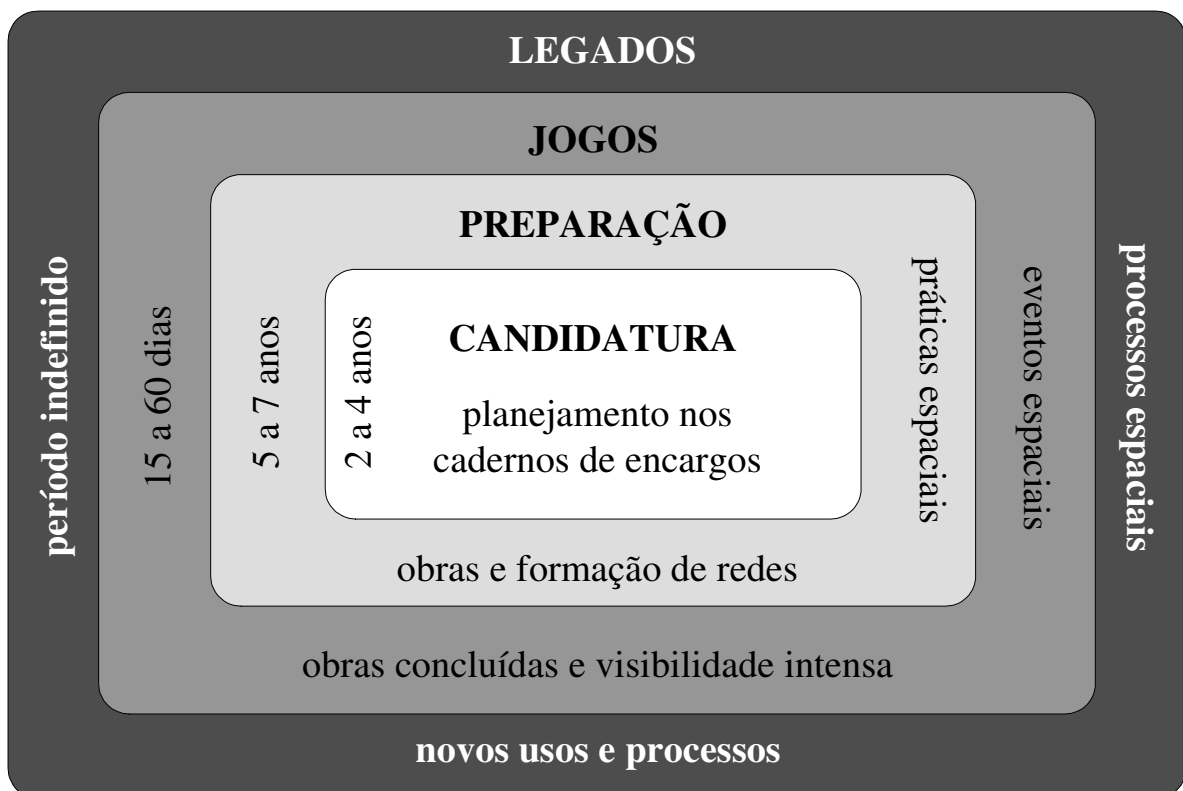 LEGADOS
JOGOS
PREPARAÇÃO
CANDIDATURA
planejamento nos
cadernos de encargos
período indefinido
15 a 60 dias
5 a 7 anos
2 a 4 anos
práticas espaciais
eventos espaciais
processos espaciais
obras e formação de redes
obras concluídas e visibilidade intensa
novos usos e processos